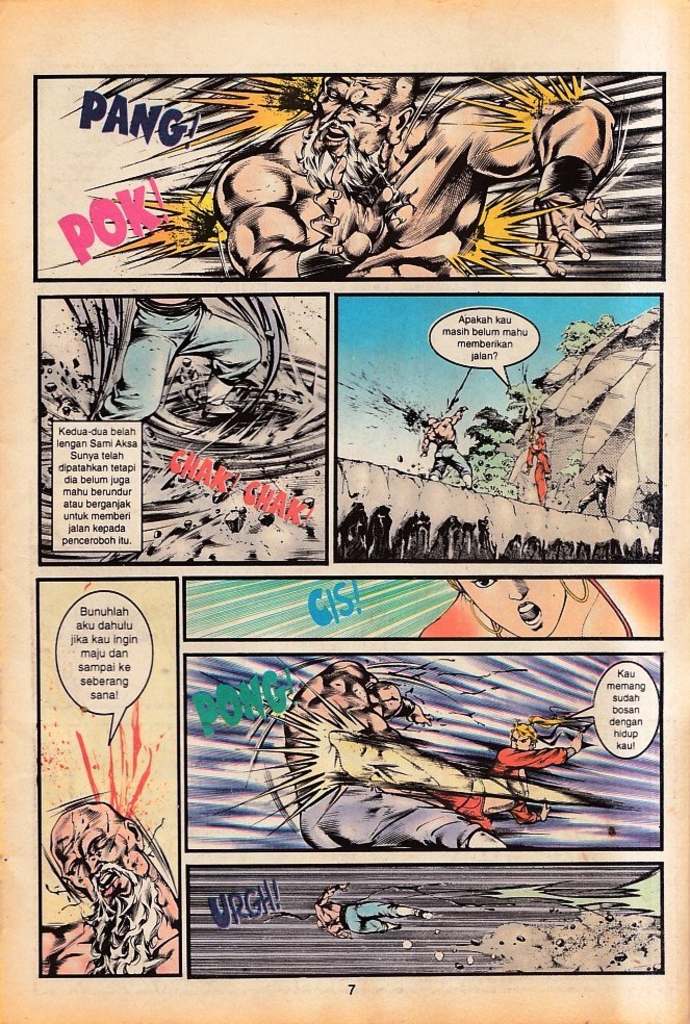 PANG!
POK!
Kedua-dua belah
lengan Sami Aksa
Sunya telah
dipatahkan tetapi
dia belum juga
mahu berundur
atau berganjak
untuk memberi
jalan kepada
penceroboh itu.
CHAK! CHAK!
Apakah kau
masih belum mahu
memberikan
jalan?
Bunuhlah
aku dahulu
jika kau ingin
maju dan
sampai ke
seberang
sana!
CIS!
PONG!
Kau
memang
sudah
bosan
dengan
hidup
kau!
URGH!
7